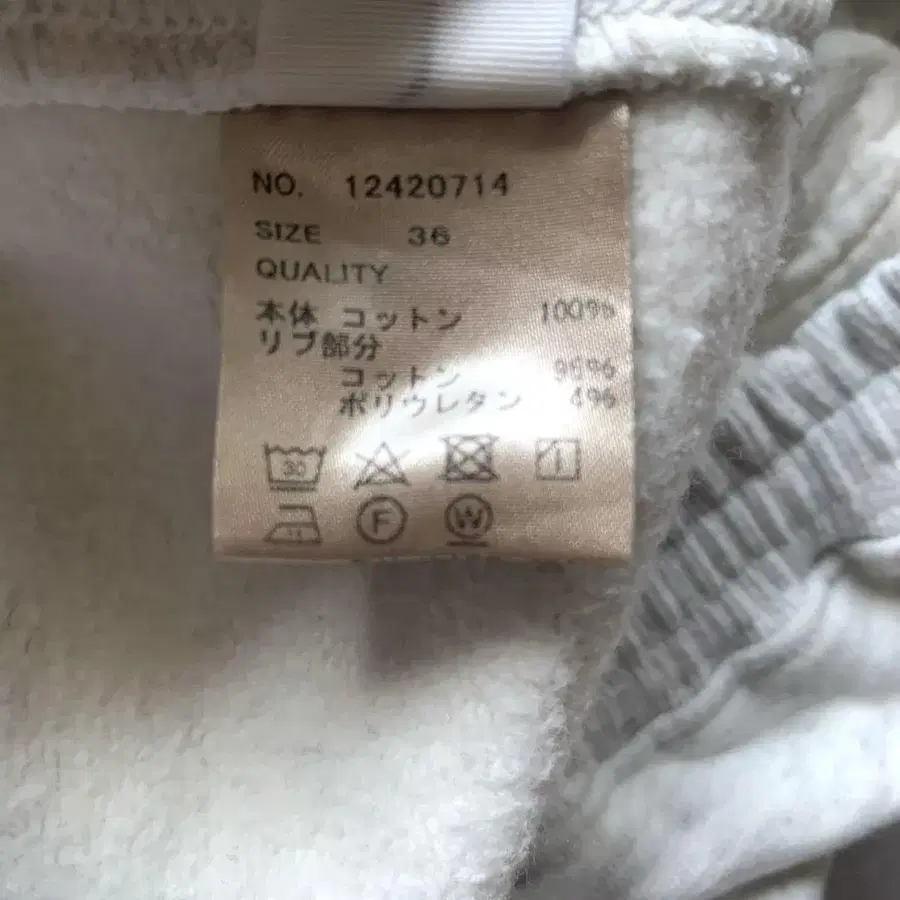 NO. 12420714
SIZE 36
QUALITY
本体 コットン 100%
リブ部分
コットン 96%
ポリウレタン 4%
30
F
W